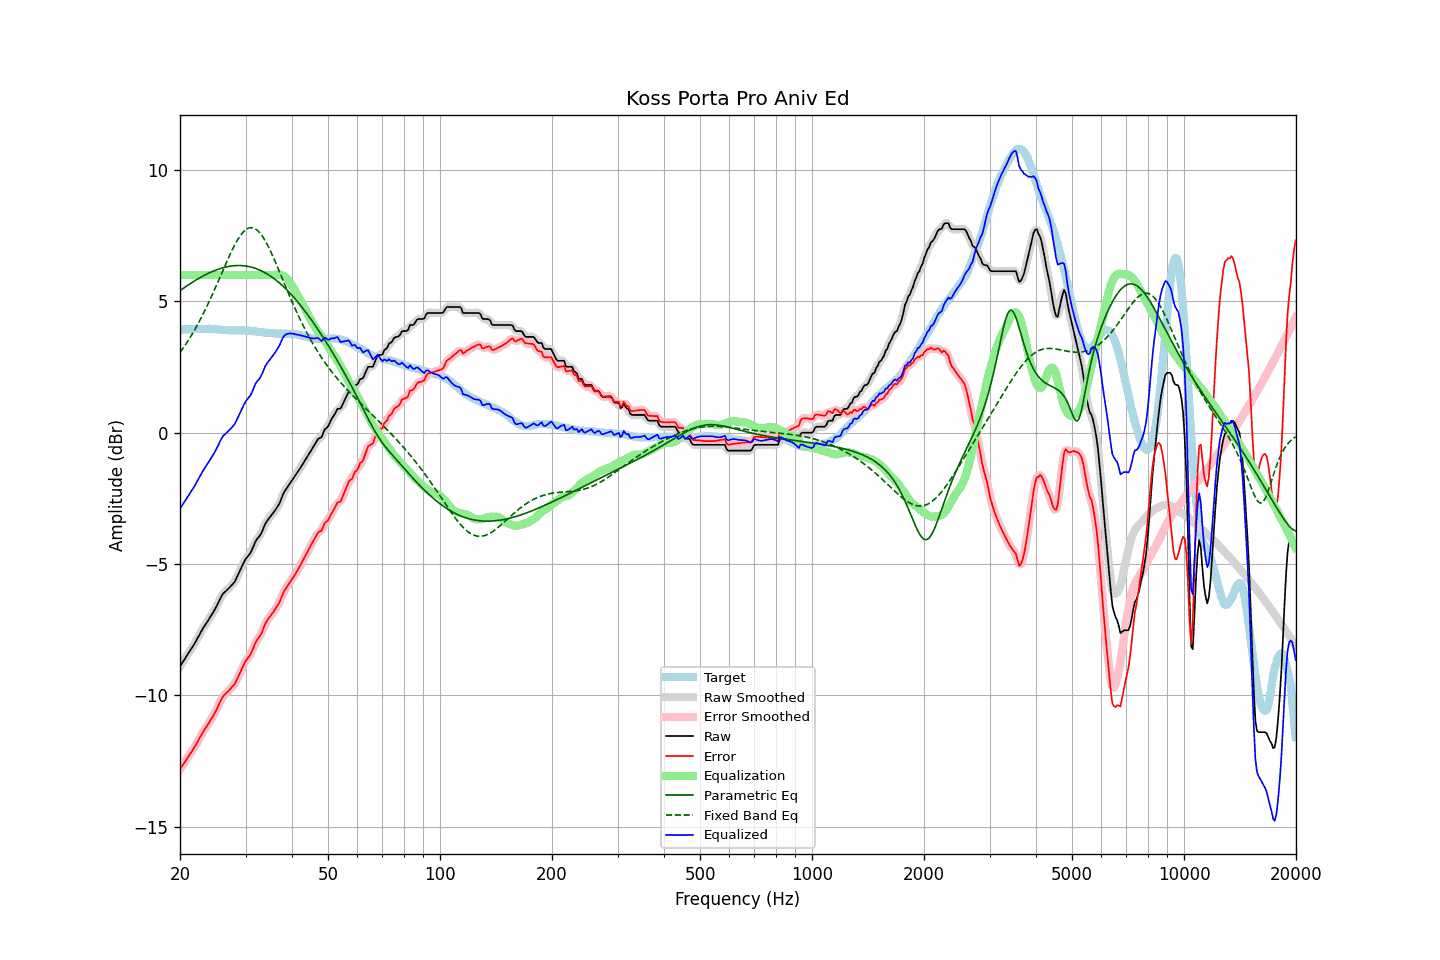 Koss Porta Pro Aniv Ed
Amplitude (dBr)
10
5
0
−5
−10
−15
Target
Raw Smoothed
Error Smoothed
Raw
Error
Equalization
Parametric Eq
Fixed Band Eq
Equalized
20 50 100 200 500 1000 2000 5000 10000 20000
Frequency (Hz)